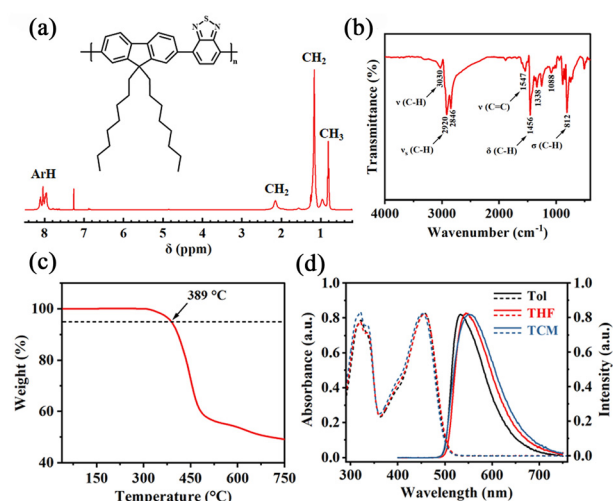 (a)
S
N
N
n
ArH
CH2
CH2
CH3
8
7
6
5
4
3
2
1
δ (ppm)
(b)
Transmittance (%)
3030
ν (C-H)
2920
2846
νs (C-H)
1547
ν (C=C)
1456
1338
1088
δ (C-H)
σ (C-H)
812
4000
3000
2000
1000
Wavenumber (cm-1)
(c)
389 °C
Weight (%)
100
80
60
40
150
300
450
600
750
Temperature (°C)
(d)
Tol
THF
TCM
Absorbance (a.u.)
1.0
0.8
0.6
0.4
0.2
0.0
Intensity (a.u.)
1.0
0.8
0.6
0.4
0.2
0.0
300
400
500
600
700
Wavelength (nm)